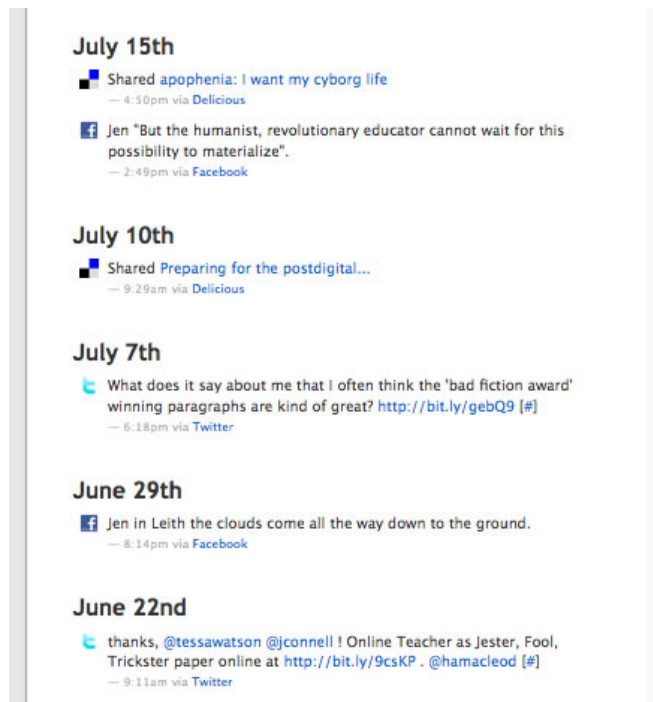 July 15th
Shared apophenia: I want my cyborg life
— 4:50pm via Delicious
Jen "But the humanist, revolutionary educator cannot wait for this
possibility to materialize".
— 2:49pm via Facebook
July 10th
Shared Preparing for the postdigital...
— 9:29am via Delicious
July 7th
What does it say about me that I often think the 'bad fiction award'
winning paragraphs are kind of great? http://bit.ly/gebQ9 [#]
— 6:18pm via Twitter
June 29th
Jen in Leith the clouds come all the way down to the ground.
— 8:14pm via Facebook
June 22nd
thanks, @tessawatson @jconnell ! Online Teacher as Jester, Fool,
Trickster paper online at http://bit.ly/9csKP . @hamacleod [#]
— 9:11am via Twitter